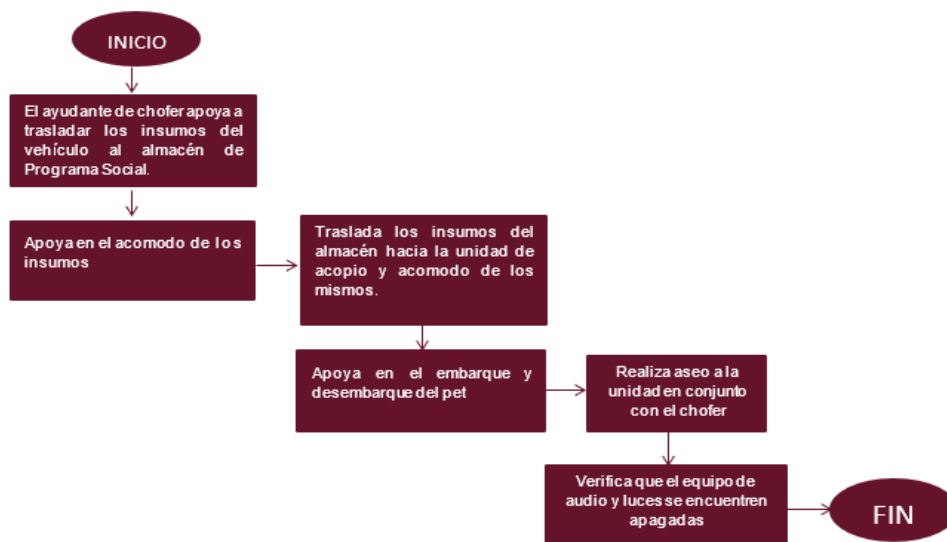 INICIO
El ayudante de chofer apoya a
trasladar los insumos del
vehículo al almacén de
Programa Social.
Apoya en el acomodo de los
insumos
Traslada los insumos del
almacén hacia la unidad de
acopio y acomodo de los
mismos.
Apoya en el embarque y
desembarque del pet
Realiza aseo a la
unidad en conjunto
con el chofer
Verifica que el equipo de
audio y luces se encuentren
apagadas
FIN